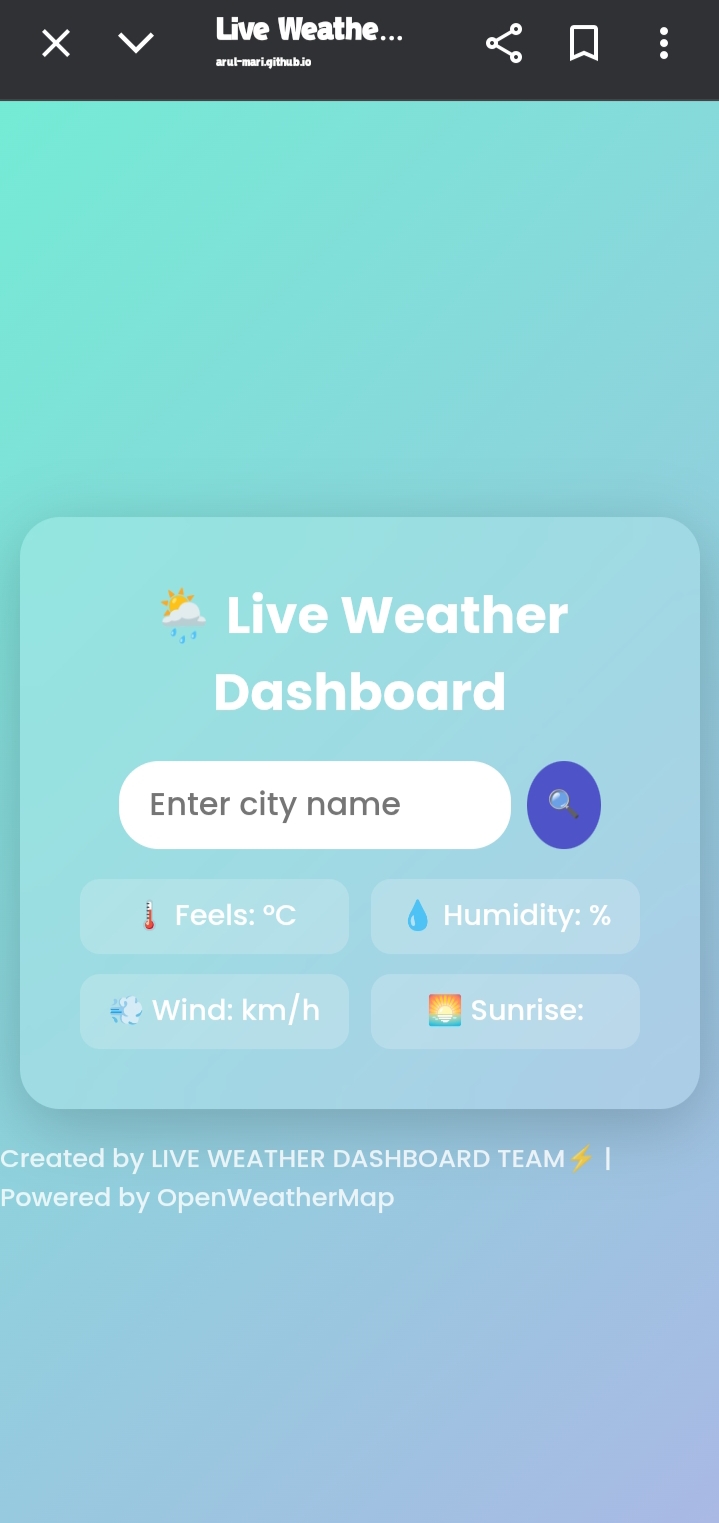 Live Weathe...
arul-mari.github.io
🌦️ Live Weather
Dashboard
Enter city name
🔍
🌡️ Feels: °C
💧 Humidity: %
💨 Wind: km/h
🌅 Sunrise:
Created by LIVE WEATHER DASHBOARD TEAM⚡ |
Powered by OpenWeatherMap